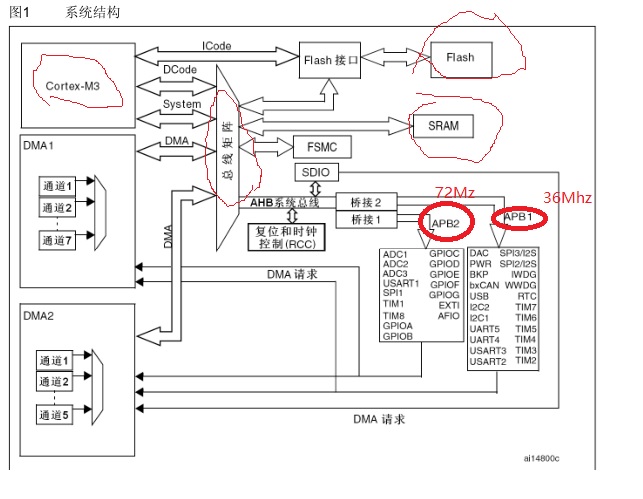 图1 系统结构
ICode
Cortex-M3
DCode
System
DMA
Flash 接口
Flash
SRAM
总线矩阵
FSMC
SDIO
DMA1
通道1
通道2
通道7
AHB系统总线
桥接2
桥接1
72Mz
36Mhz
APB2
APB1
复位和时钟
控制(RCC)
DMA
DMA 请求
ADC1 GPIOC
ADC2 GPIOD
ADC3 GPIOE
USART1 GPIOF
SPI1 GPIOG
TIM1 EXTI
TIM8 AFIO
GPIOA
GPIOB
DAC SPI3/I2S
PWR SPI2/I2S
BKP IWDG
bxCAN WWDG
USB RTC
I2C2 TIM7
I2C1 TIM6
UART5 TIM5
UART4 TIM4
USART3 TIM3
USART2 TIM2
DMA2
通道1
通道2
通道5
DMA 请求
ai14800c